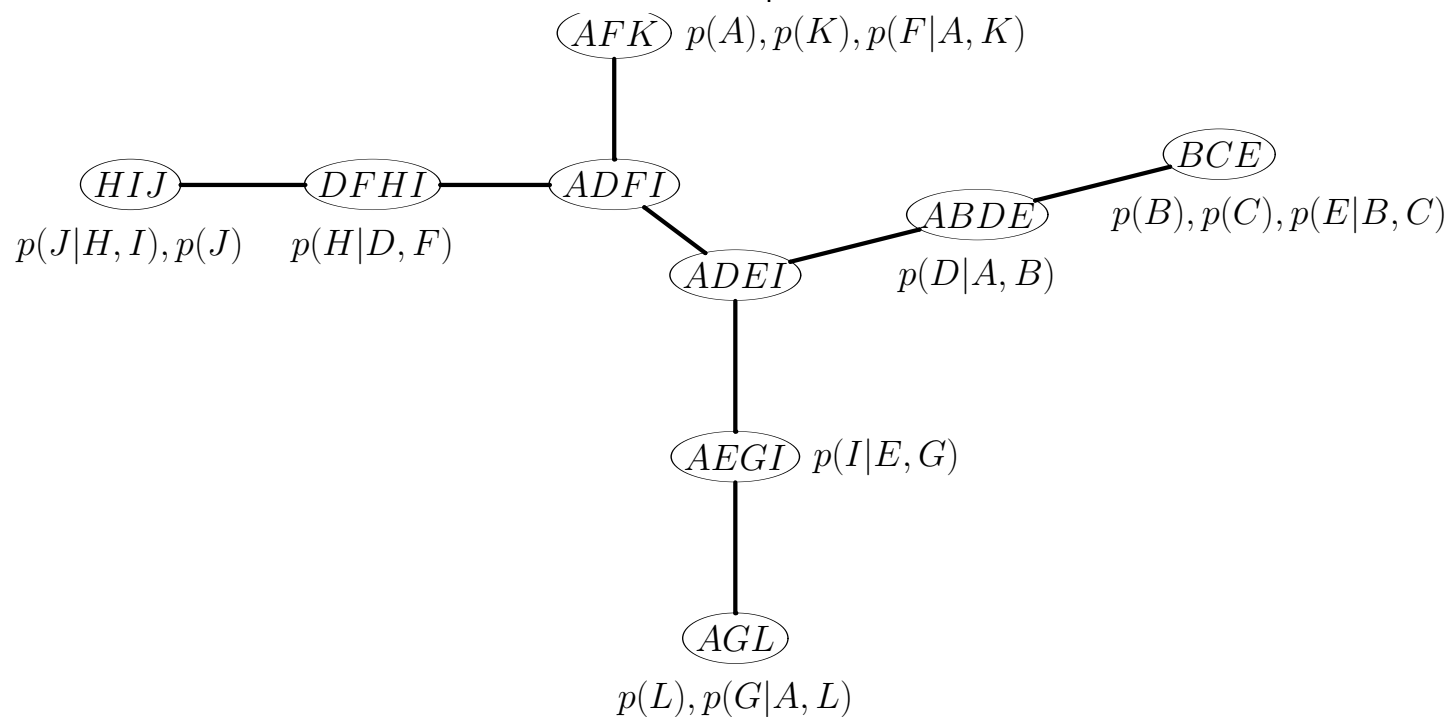 AFK p(A), p(K), p(F|A, K)
BCE
HIJ DFHI ADFI
ABDE p(B), p(C), p(E|B, C)
p(J|H, I), p(J) p(H|D, F)
ADEI p(D|A, B)
AEGI p(I|E, G)
AGL
p(L), p(G|A, L)